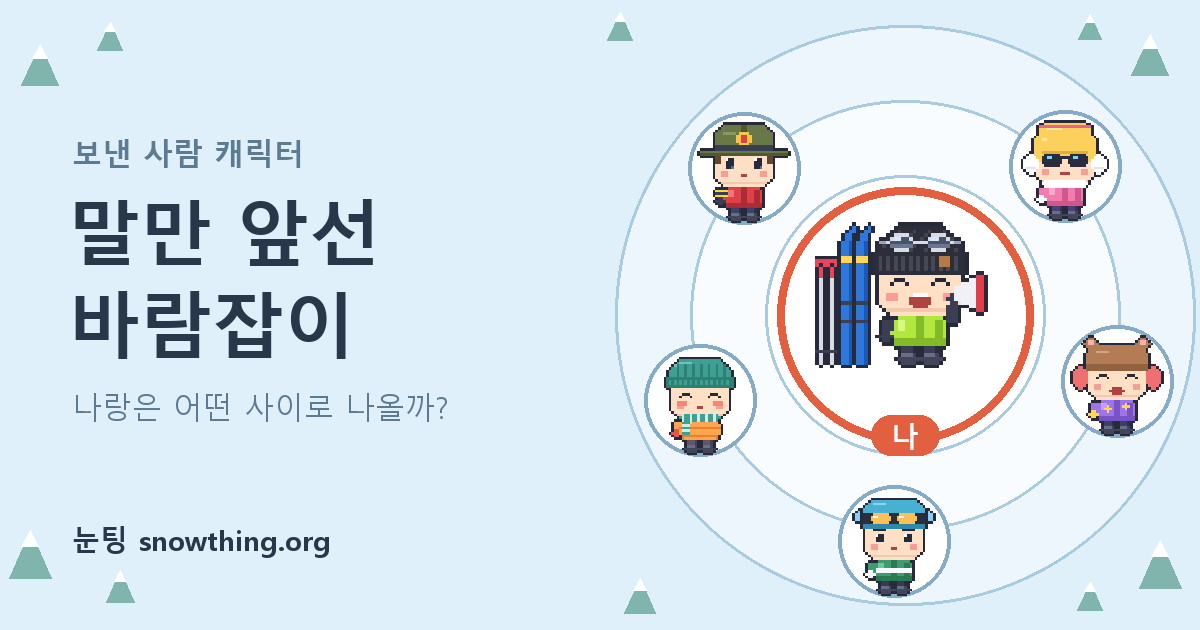 보낸 사람 캐릭터
말만 앞선
바람잡이
나랑은 어떤 사이로 나올까?
눈팅 snowthing.org
나